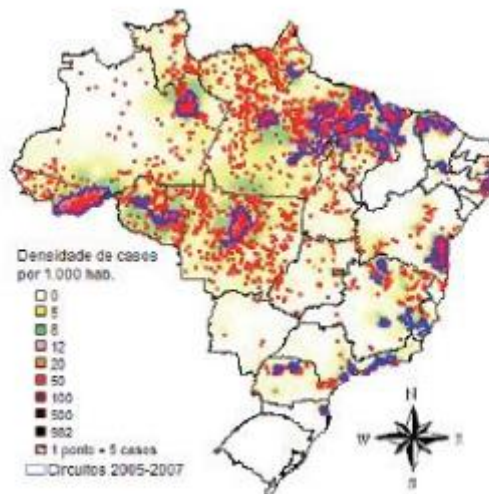 Densidade de casos
por 1.000 hab.
0
5
8
12
20
50
100
500
982
1 ponto = 5 casos
Circuitos 2005-2007
N
W
E
S